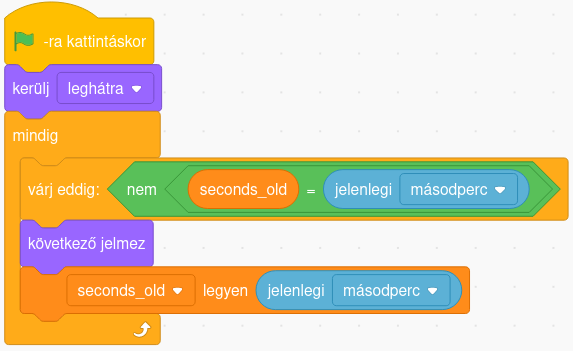 -ra kattintáskor
kerülj leghátra
mindig
várj eddig: nem seconds_old = jelenlegi másodperc
következő jelmez
seconds_old legyen jelenlegi másodperc